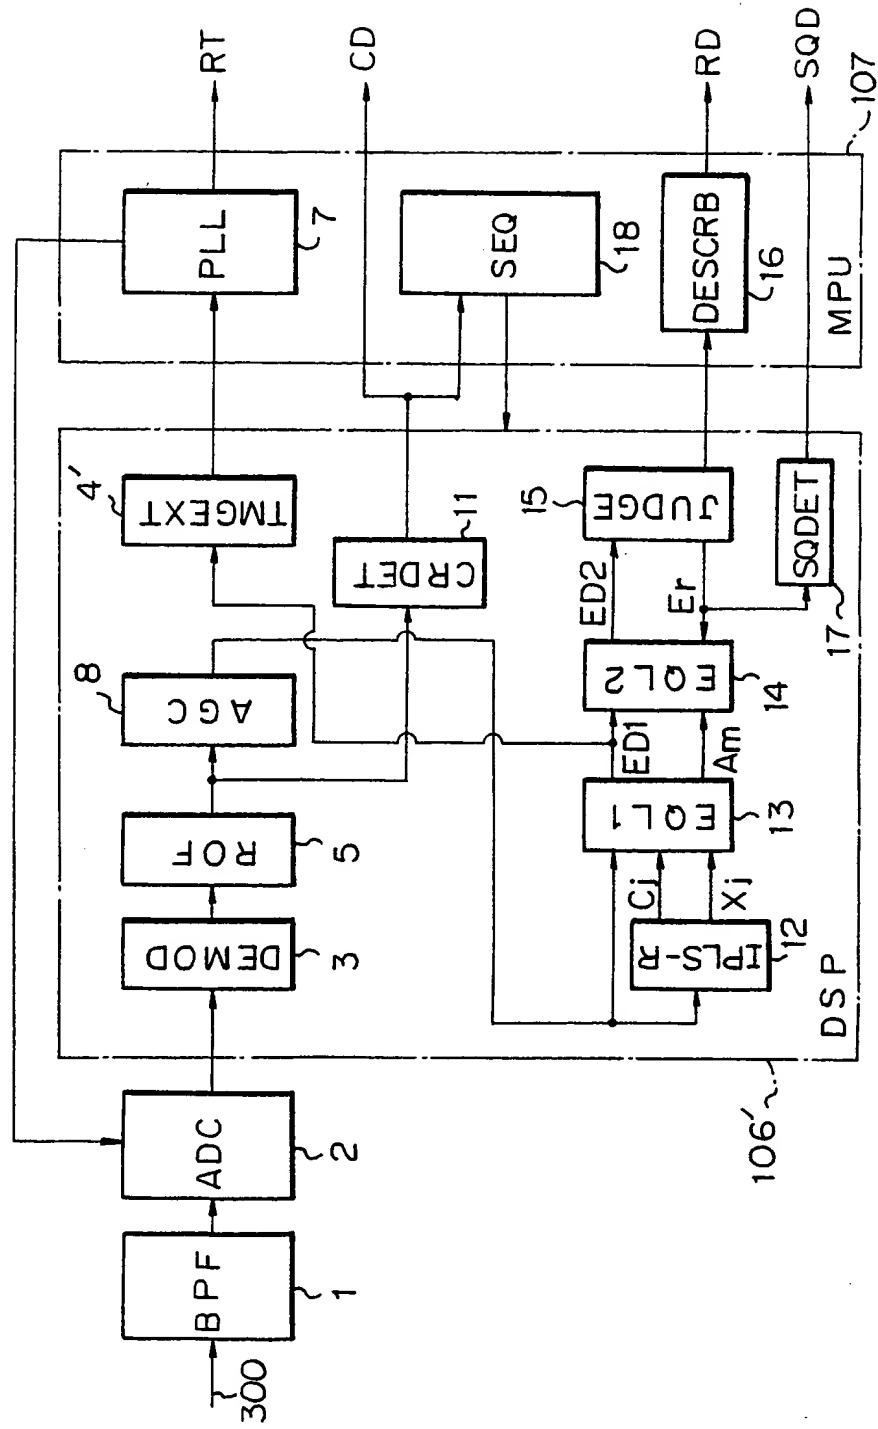 300
BPF
1
ADC
2
DEMOD
3
ROF
5
AGC
8
TMGEXT
4'
PLL
7
RT
CRDET
11
CD
SEQ
18
IPLS-R
12
Cj
Xj
EQL1
13
ED1
Am
EQL2
14
ED2
Er
JUDGE
15
DESCRB
16
RD
SQDET
17
SQD
DSP
106'
MPU
107